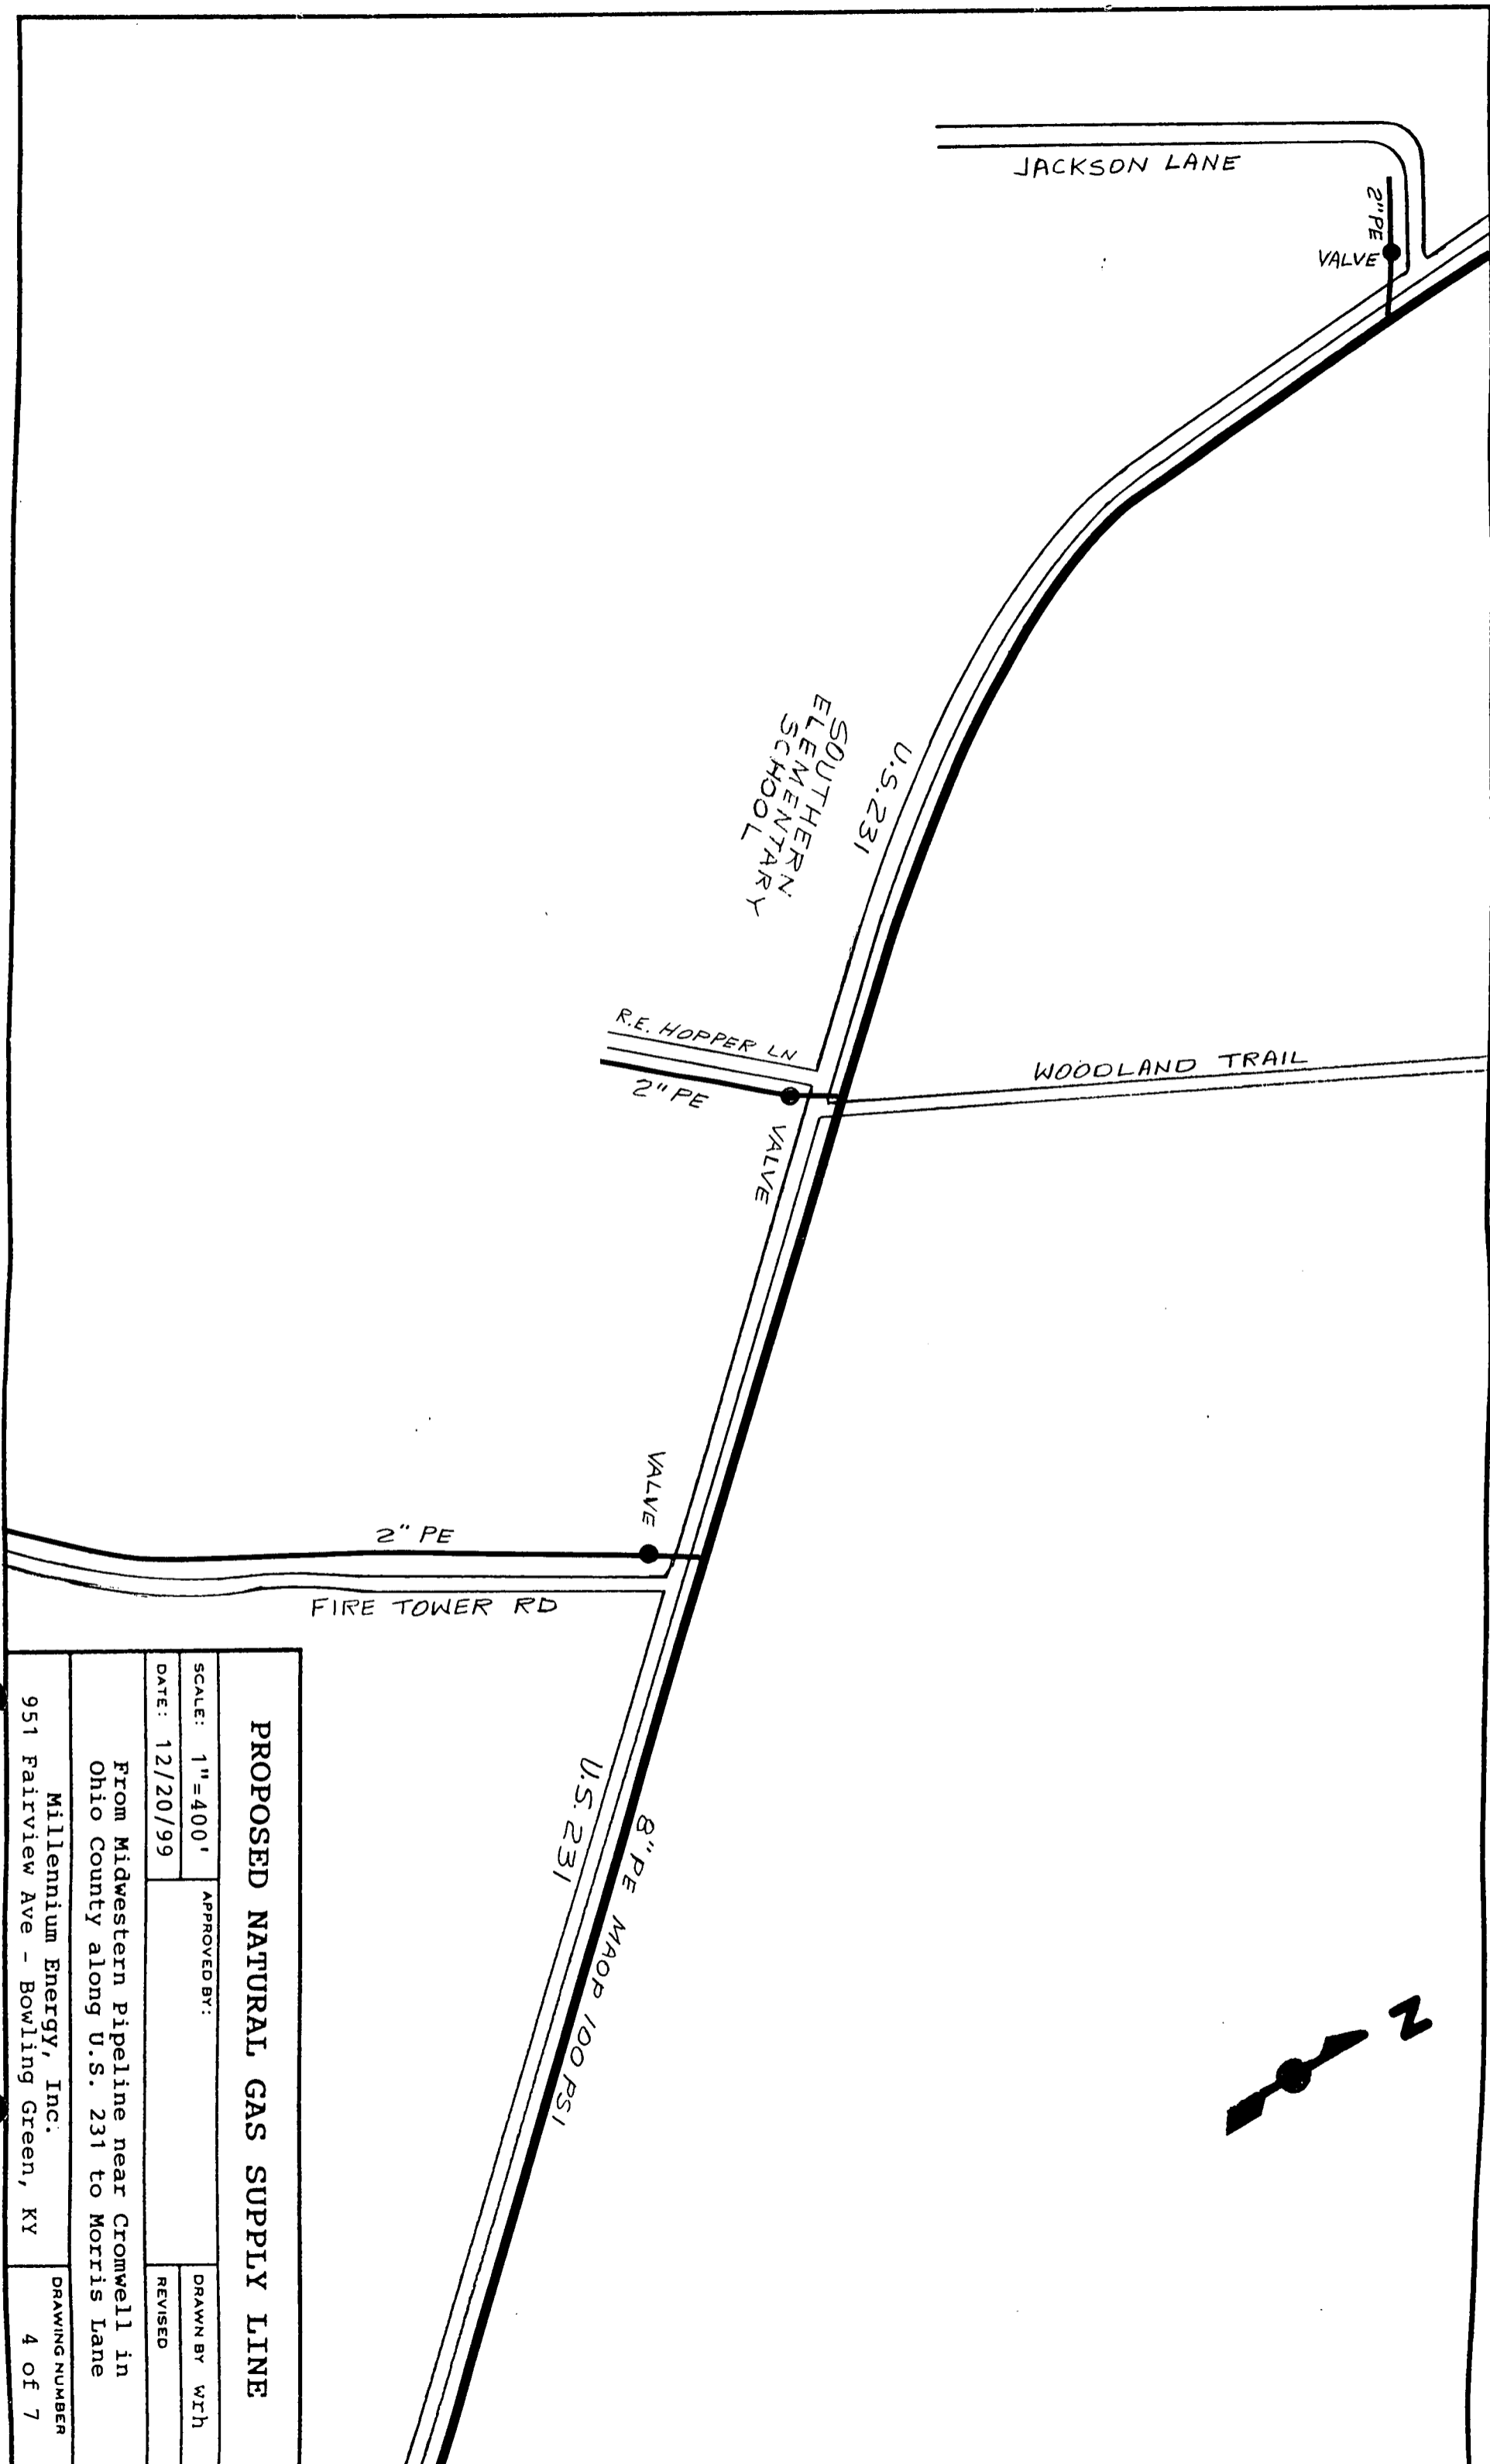 JACKSON LANE
2" PE
VALVE
U.S. 231
SOUTHERN
ELEMENTARY
SCHOOL
R.E. HOPPER LN
2" PE
VALVE
WOODLAND TRAIL
VALVE
2" PE
FIRE TOWER RD
U.S. 231
8" PE MAOP 100 PSI
N
PROPOSED NATURAL GAS SUPPLY LINE
SCALE: 1"=400'
APPROVED BY:
DRAWN BY wrh
DATE: 12/20/99
REVISED
From Midwestern Pipeline near Cromwell in
Ohio County along U.S. 231 to Morris Lane
Millennium Energy, Inc.
951 Fairview Ave - Bowling Green, KY
DRAWING NUMBER
4 of 7